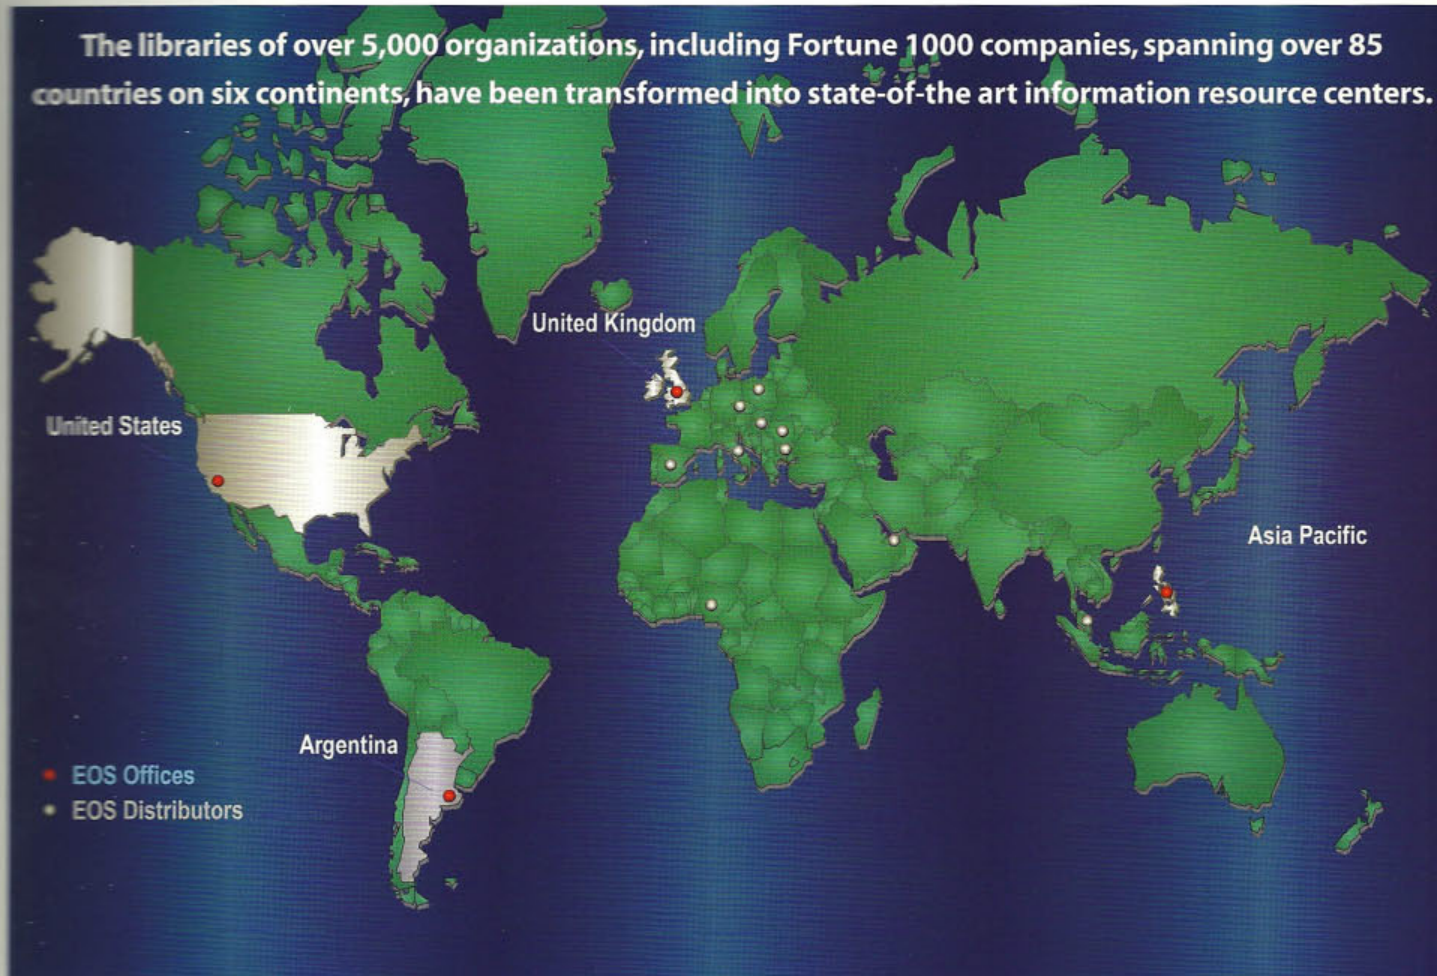 The libraries of over 5,000 organizations, including Fortune 1000 companies, spanning over 85
countries on six continents, have been transformed into state-of-the art information resource centers.
United Kingdom
United States
Asia Pacific
Argentina
EOS Offices
EOS Distributors